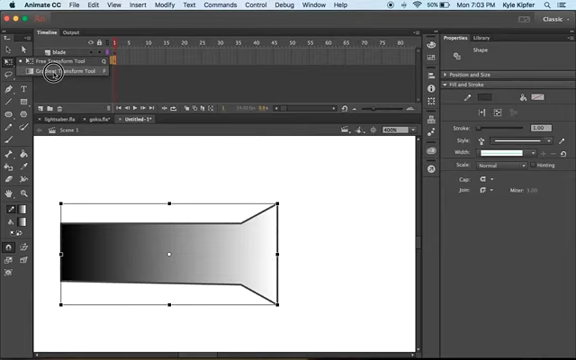 Animate CC File Edit View Insert Modify Text Commands Control Debug Window Help 50% Mon 7:03 PM Kyle Kipfer
Classic
Timeline
Properties Library
blade
1 5 10 15 20 25 30 35 40 45 50 55 60 65 70 75 80
Shape
Free Transform Tool Q
Gradient Transform Tool F
Position and Size
Fill and Stroke
lightsaber.fla goku.fla* Untitled-1*
Scene 1
400%
Stroke: 1.00
Style:
Width:
Scale: Normal Hinting
Cap:
Join: Miter: 3.00